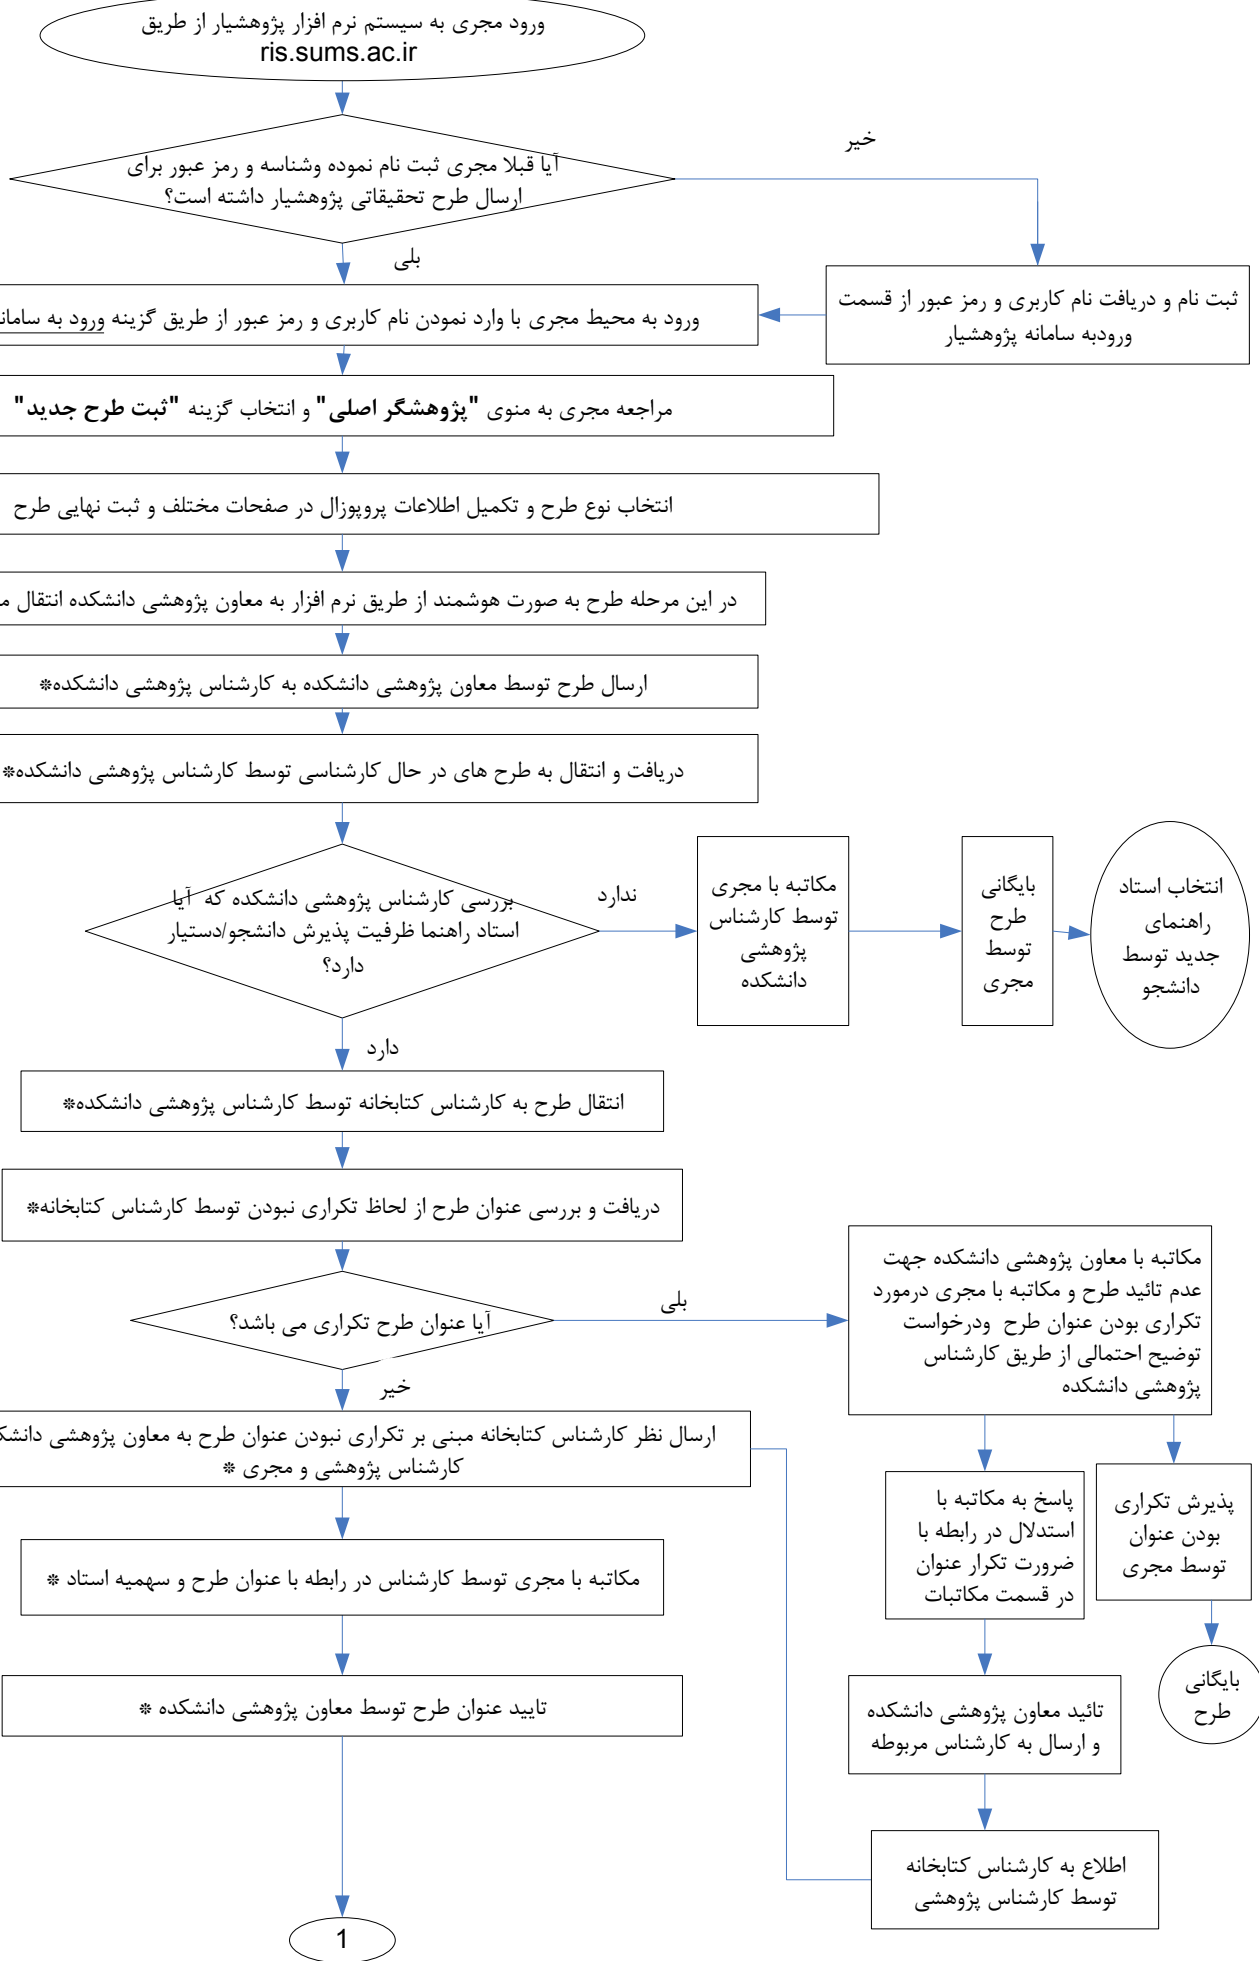 ورود مجری به سیستم نرم افزار پژوهشیار از طریق
ris.sums.ac.ir
آیا قبلا مجری ثبت نام نموده وشناسه و رمز عبور برای
ارسال طرح تحقیقاتی پژوهشیار داشته است؟
خیر
بلی
ثبت نام و دریافت نام کاربری و رمز عبور از قسمت
ورودبه سامانه پژوهشیار
ورود به محیط مجری با وارد نمودن نام کاربری و رمز عبور از طریق گزینه ورود به
مراجعه مجری به منوی "پژوهشگر اصلی" و انتخاب گزینه "ثبت طرح جدید"
انتخاب نوع طرح و تکمیل اطلاعات پروپوزال در صفحات مختلف و ثبت نهایی طرح
در این مرحله طرح به صورت هوشمند از طریق نرم افزار به معاون پژوهشی دانشکده انتقال
ارسال طرح توسط معاون پژوهشی دانشکده به کارشناس پژوهشی دانشکده*
دریافت و انتقال به طرح های در حال کارشناسی توسط کارشناس پژوهشی دانشکده*
بررسی کارشناس پژوهشی دانشکده که آیا
استاد راهنما ظرفیت پذیرش دانشجو/دستیار
دارد؟
ندارد
مکاتبه با مجری
توسط کارشناس
پژوهشی
دانشکده
بایگانی
طرح
توسط
مجری
انتخاب استاد
راهنمای
جدید توسط
دانشجو
دارد
انتقال طرح به کارشناس کتابخانه توسط کارشناس پژوهشی دانشکده*
دریافت و بررسی عنوان طرح از لحاظ تکراری نبودن توسط کارشناس کتابخانه*
آیا عنوان طرح تکراری می باشد؟
بلی
مکاتبه با معاون پژوهشی دانشکده جهت
عدم تائید طرح و مکاتبه با مجری درمورد
تکراری بودن عنوان طرح ودرخواست
توضیح احتمالی از طریق کارشناس
پژوهشی دانشکده
خیر
ارسال نظر کارشناس کتابخانه مبنی بر تکراری نبودن عنوان طرح به معاون پژوهشی
کارشناس پژوهشی و مجری *
پاسخ به مکاتبه با
استدلال در رابطه با
ضرورت تکرار عنوان
در قسمت مکاتبات
پذیرش تکراری
بودن عنوان
توسط مجری
مکاتبه با مجری توسط کارشناس در رابطه با عنوان طرح و سهمیه استاد *
بایگانی
طرح
تایید عنوان طرح توسط معاون پژوهشی دانشکده *
تائید معاون پژوهشی دانشکده
و ارسال به کارشناس مربوطه
اطلاع به کارشناس کتابخانه
توسط کارشناس پژوهشی
1